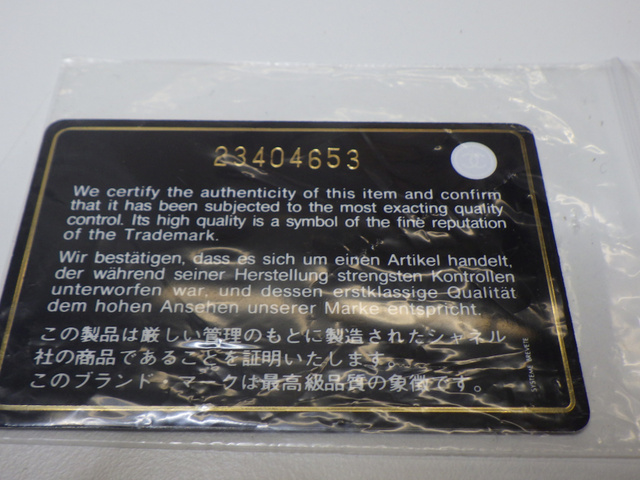 23404653
We certify the authenticity of this item and confirm
that it has been subjected to the most exacting quality
control. Its high quality is a symbol of the fine reputation
of the Trademark.
Wir bestätigen, dass es sich um einen Artikel handelt,
der während seiner Herstellung strengsten Kontrollen
unterworfen war, und dessen erstklassige Qualität
dem hohen Ansehen unserer Marke entspricht.
この製品は厳しい管理のもとに製造されたシャネル
社の商品であることを証明いたします。
このブランド・マークは最高級品質の象徴です。
SYSTEME BREVETE